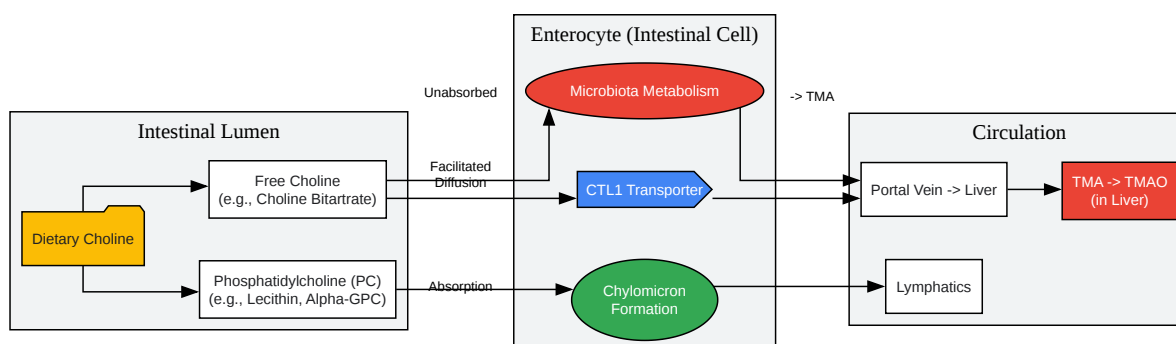 Enterocyte (Intestinal Cell)
Unabsorbed
Microbiota Metabolism
-> TMA
Intestinal Lumen
Circulation
Free Choline
(e.g., Choline Bitartrate)
Facilitated
Diffusion
CTL1 Transporter
Portal Vein -> Liver
TMA -> TMAO
(in Liver)
Dietary Choline
Phosphatidylcholine (PC)
(e.g., Lecithin, Alpha-GPC)
Absorption
Chylomicron
Formation
Lymphatics